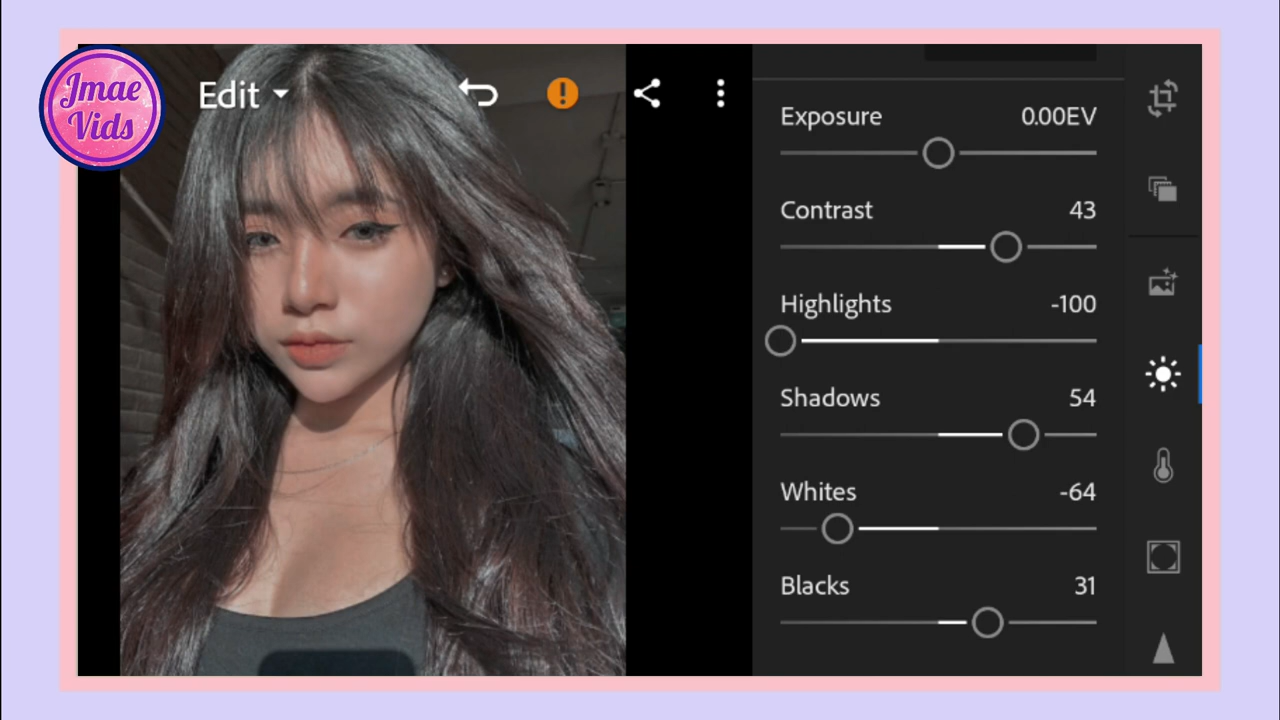 Jmae
Vids
Edit
Exposure 0.00EV
Contrast 43
Highlights -100
Shadows 54
Whites -64
Blacks 31